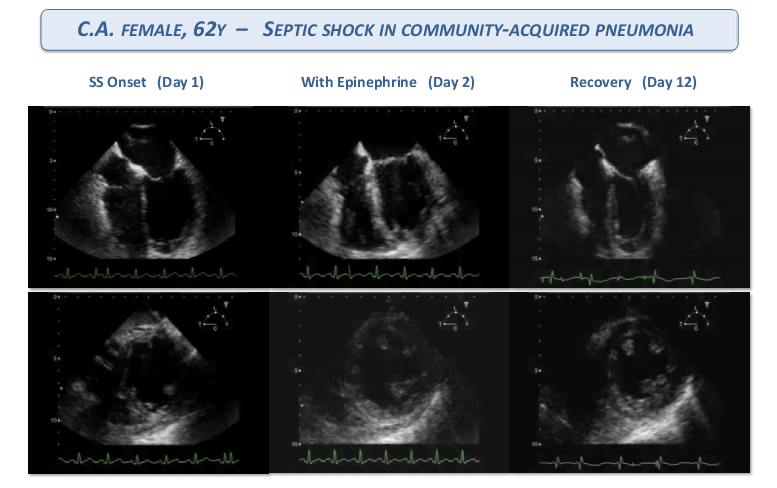 C.A. FEMALE, 62Y – SEPTIC SHOCK IN COMMUNITY-ACQUIRED PNEUMONIA
SS Onset (Day 1) With Epinephrine (Day 2) Recovery (Day 12)